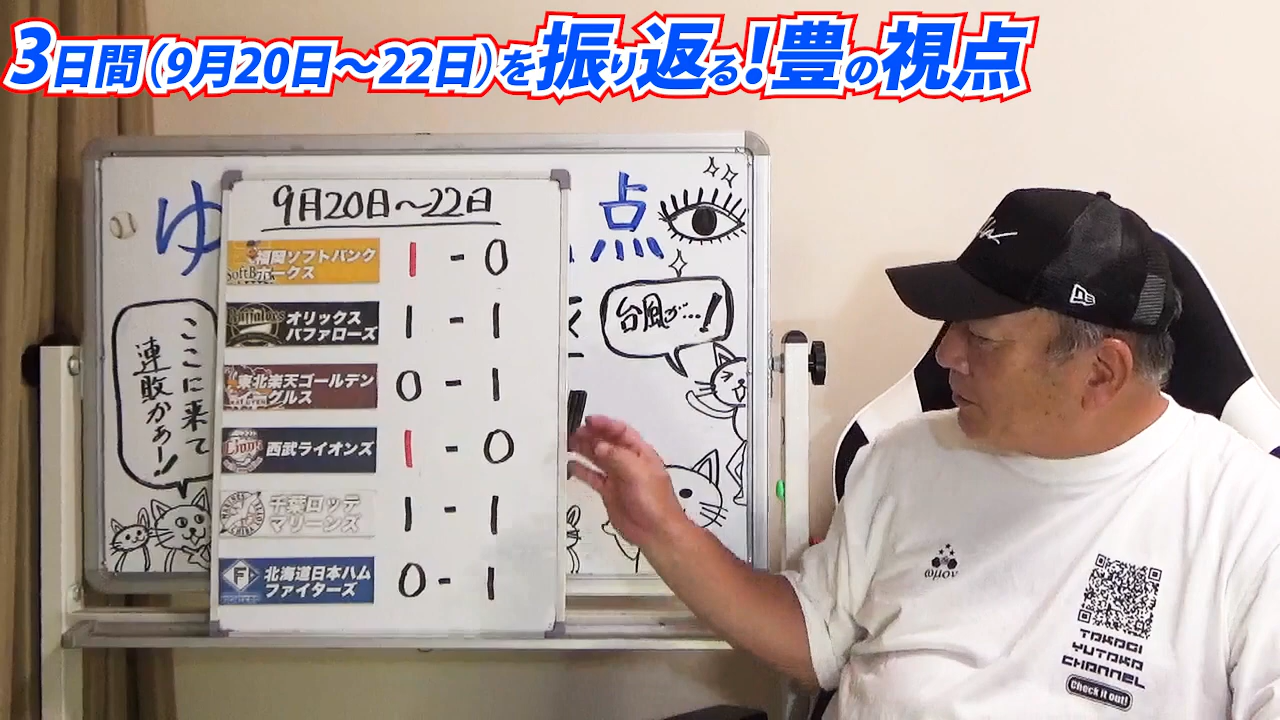 3日間（9月20日～22日）を振り返る！豊の視点
ゆ
点
9月20日～22日
福岡ソフトバンク
ホークス
1 - 0
オリックス
バファローズ
1 - 1
東北楽天ゴールデン
イーグルス
0 - 1
西武ライオンズ
1 - 0
千葉ロッテ
マリーンズ
1 - 1
北海道日本ハム
ファイターズ
0 - 1
ここに来て
連敗かぁー!
台風が…!
TAKAGI
YUTAKA
CHANNEL
Check it out!